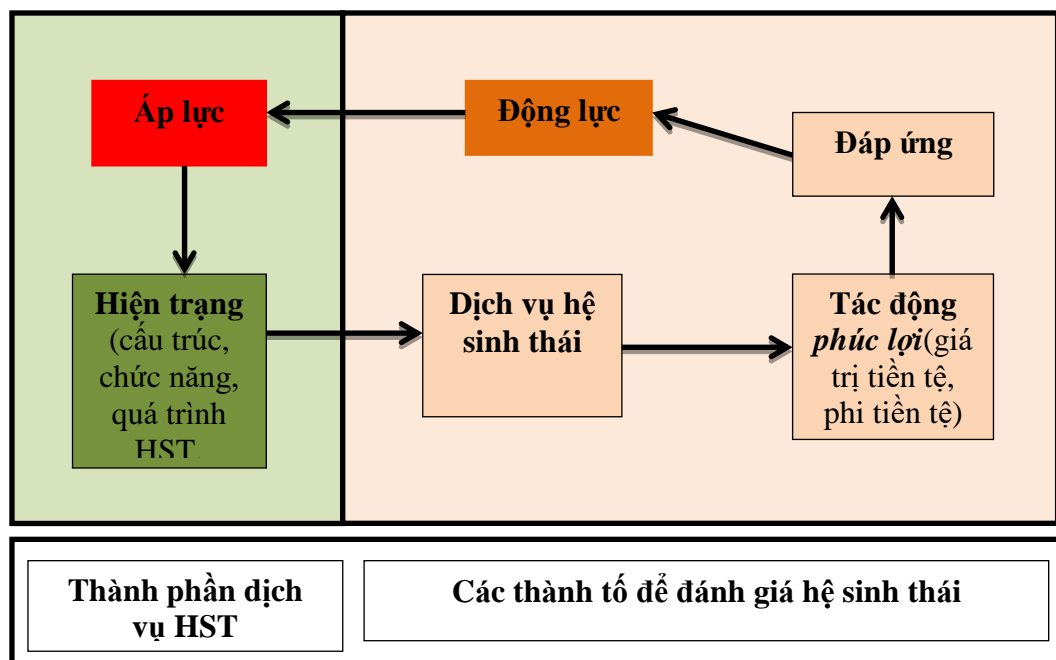 Áp lực
Động lực
Đáp ứng
Hiện trạng
(cấu trúc,
chức năng,
quá trình
HST
Dịch vụ hệ
sinh thái
Tác động
phúc lợi(giá
trị tiền tệ,
phi tiền tệ)
Thành phần dịch
vụ HST
Các thành tố để đánh giá hệ sinh thái